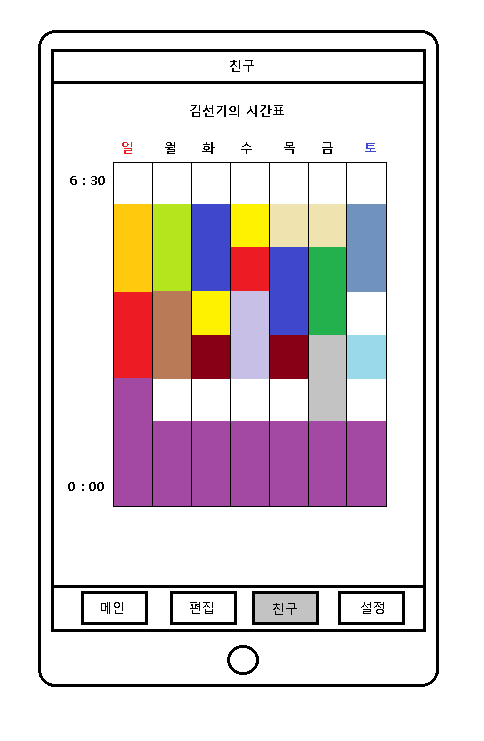 친구
김선기의 시간표
일 월 화 수 목 금 토
6 : 30
0 : 00
메인 편집 친구 설정